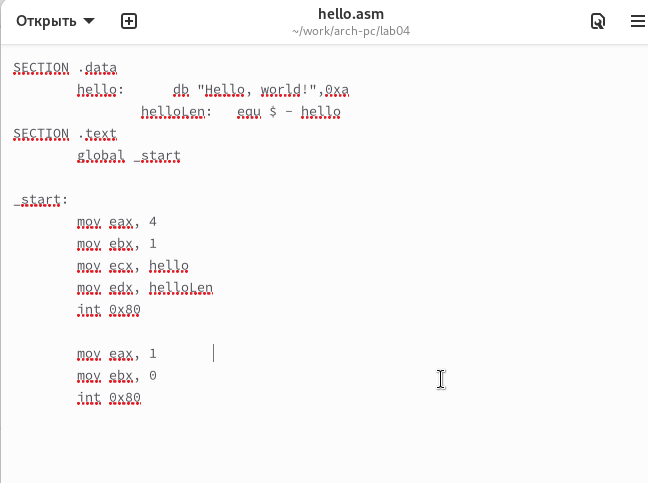 Открыть
hello.asm
~/work/arch-pc/lab04
SECTION .data
hello: db "Hello, world!",0xa
helloLen: equ $ - hello
SECTION .text
global _start
_start:
mov eax, 4
mov ebx, 1
mov ecx, hello
mov edx, helloLen
int 0x80
mov eax, 1
mov ebx, 0
int 0x80